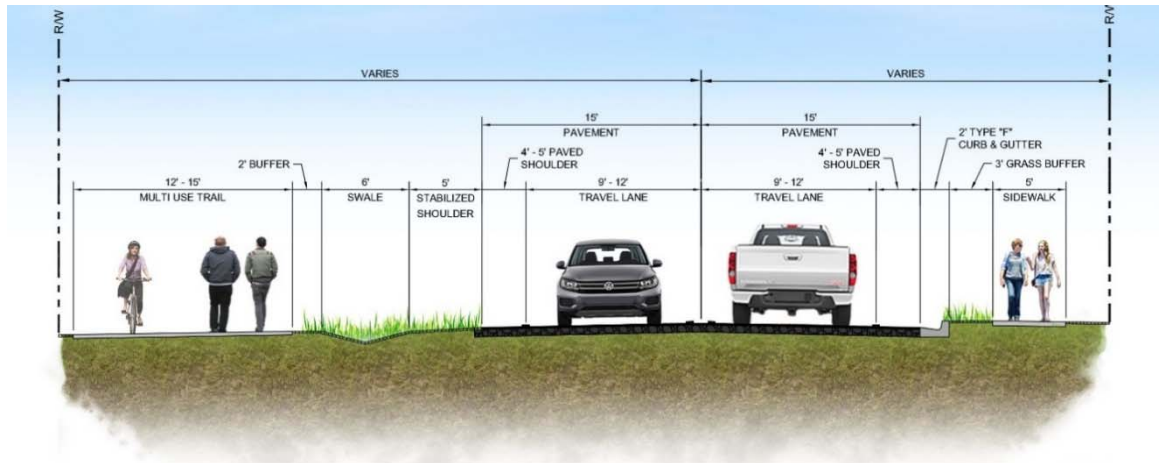 R/W
R/W
VARIES
VARIES
15'
PAVEMENT
15'
PAVEMENT
2' TYPE "F"
CURB & GUTTER
4' - 5' PAVED
SHOULDER
4' - 5' PAVED
SHOULDER
2' BUFFER
3' GRASS BUFFER
12' - 15'
MULTI USE TRAIL
6'
SWALE
5'
STABILIZED
SHOULDER
9' - 12'
TRAVEL LANE
9' - 12'
TRAVEL LANE
5'
SIDEWALK